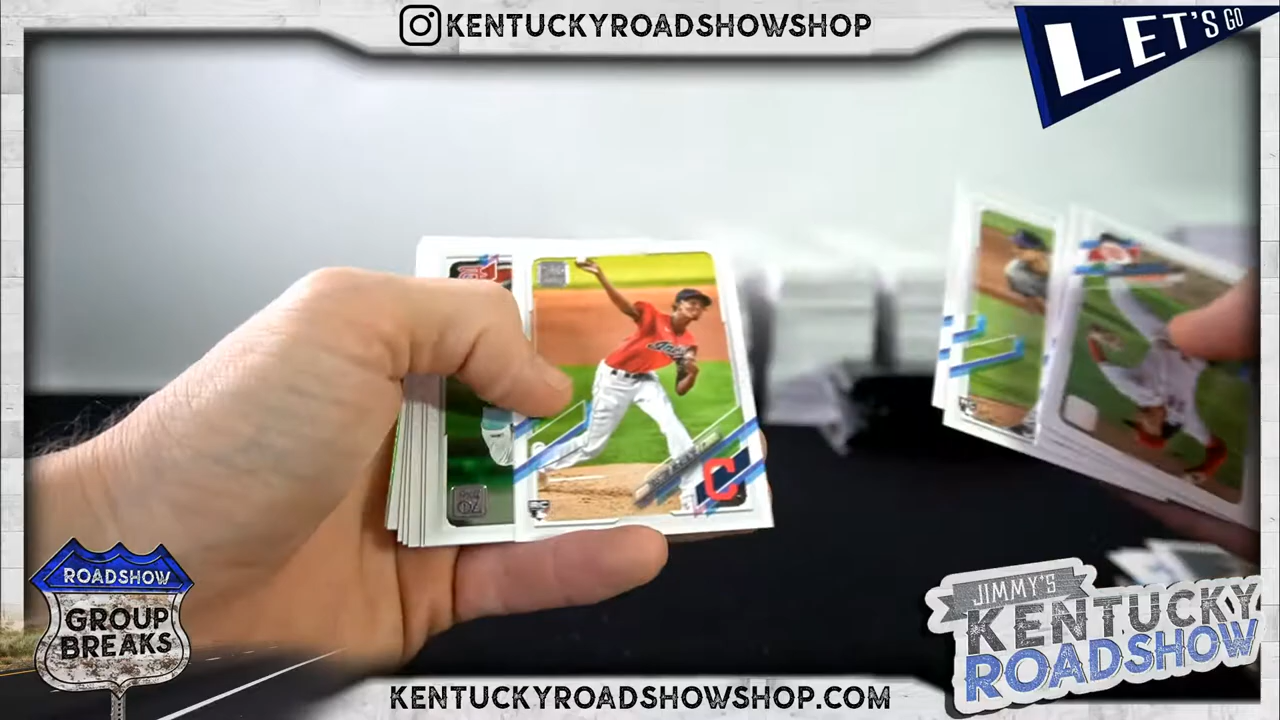 KENTUCKYROADSHOWSHOP
LET'S GO
C
ROADSHOW
GROUP
BREAKS
JIMMY'S
KENTUCKY
ROADSHOW
KENTUCKYROADSHOWSHOP.COM